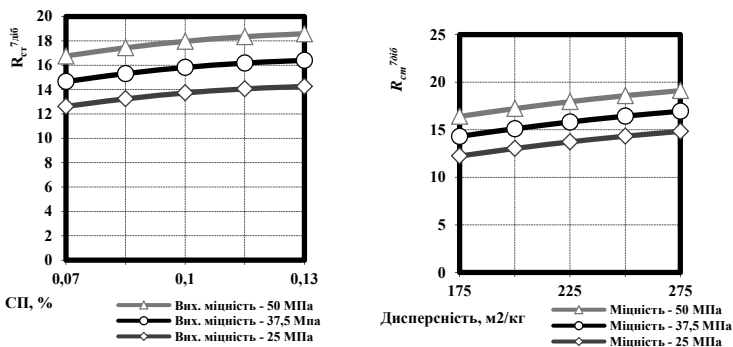 20
18
16
14
12
10
8
6
4
2
0
R ст 7діб
0,07
0,1
0,13
СП, %
Вих. міцність - 50 МПа
Вих. міцність - 37,5 Мпа
Вих. міцність - 25 МПа
25
20
15
10
5
0
R ст 7діб
175
225
275
Дисперсність, м2/кг
Міцність - 50 МПа
Міцність - 37,5 МПа
Міцність - 25 МПа